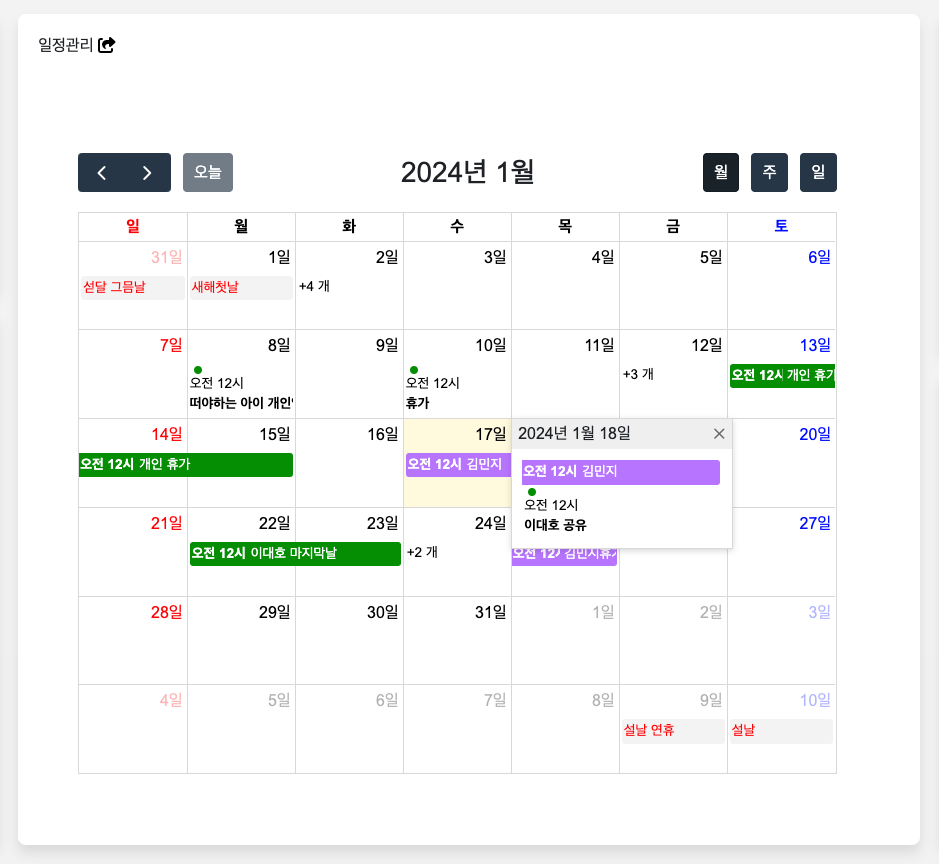 일정관리
오늘
2024년 1월
월 주 일
일 월 화 수 목 금 토
31일 1일 2일 3일 4일 5일 6일
섣달 그믐날 새해첫날 +4 개
7일 8일 9일 10일 11일 12일 13일
오전 12시 오전 12시 +3 개 오전 12시 개인 휴가
떠야하는 아이 개인 휴가
14일 15일 16일 17일 2024년 1월 18일 20일
오전 12시 개인 휴가 오전 12시 김민지 오전 12시 김민지
오전 12시
이대호 공유
21일 22일 23일 24일 27일
오전 12시 이대호 마지막날 +2 개 오전 12시 김민지휴가
28일 29일 30일 31일 1일 2일 3일
4일 5일 6일 7일 8일 9일 10일
설날 연휴 설날